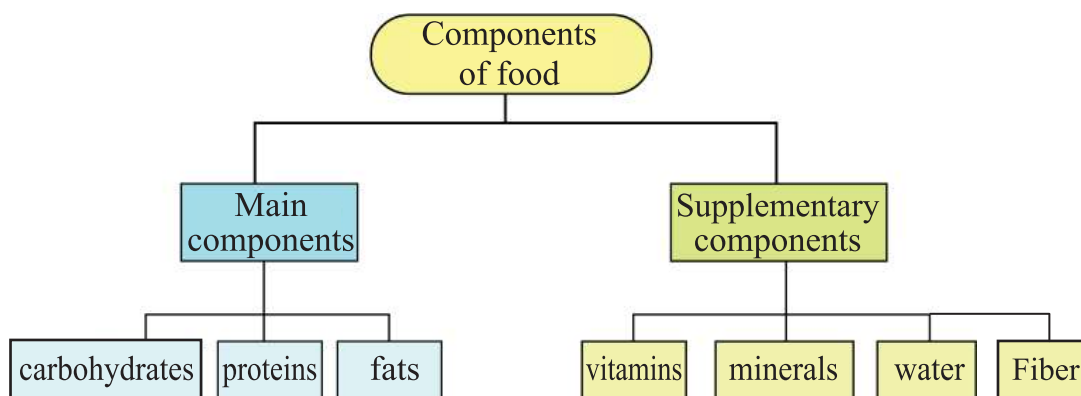 Components
of food
Main
components
Supplementary
components
carbohydrates
proteins
fats
vitamins
minerals
water
Fiber